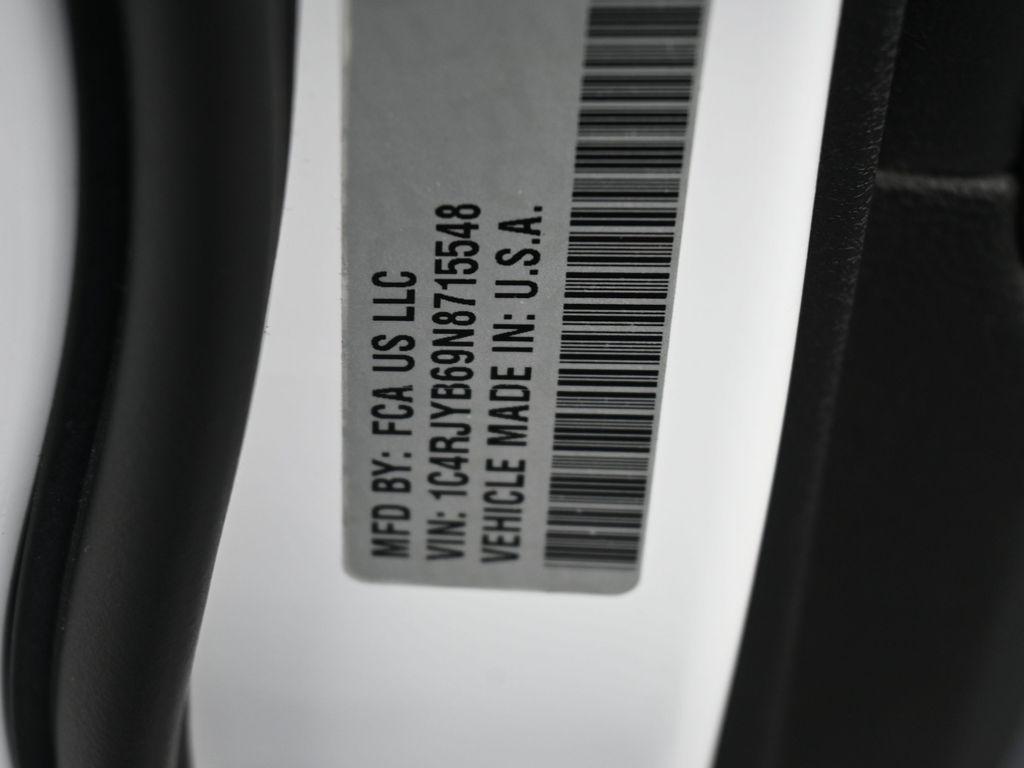 MFD BY: FCA US LLC
VIN: 1C4RJYB69N8715548
VEHICLE MADE IN: U.S.A.